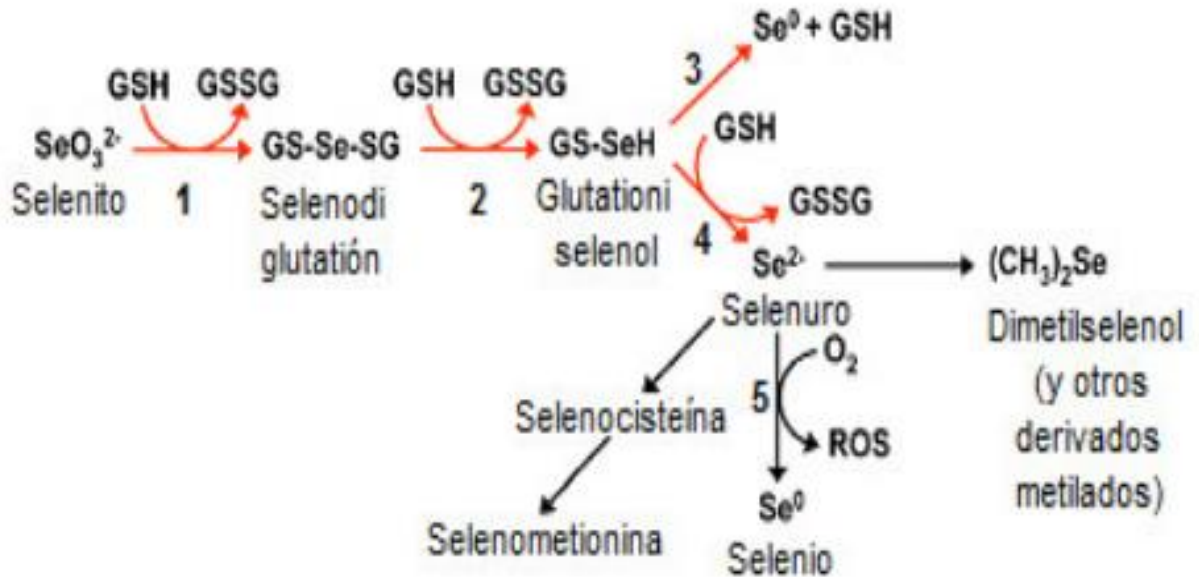 Se⁰ + GSH
3
GSH GSSG GSH GSSG
GSH
SeO₃²⁻ GS-Se-SG GS-SeH
Selenito 1 Selenodi 2 Glutationi
glutatión selenol
GSSG
4
Se²⁻ (CH₃)₂Se
Selenuro Dimetilselenol
O₂
(y otros
5
Selenocisteína
ROS
derivados
metilados)
Se⁰
Selenometionina Selenio